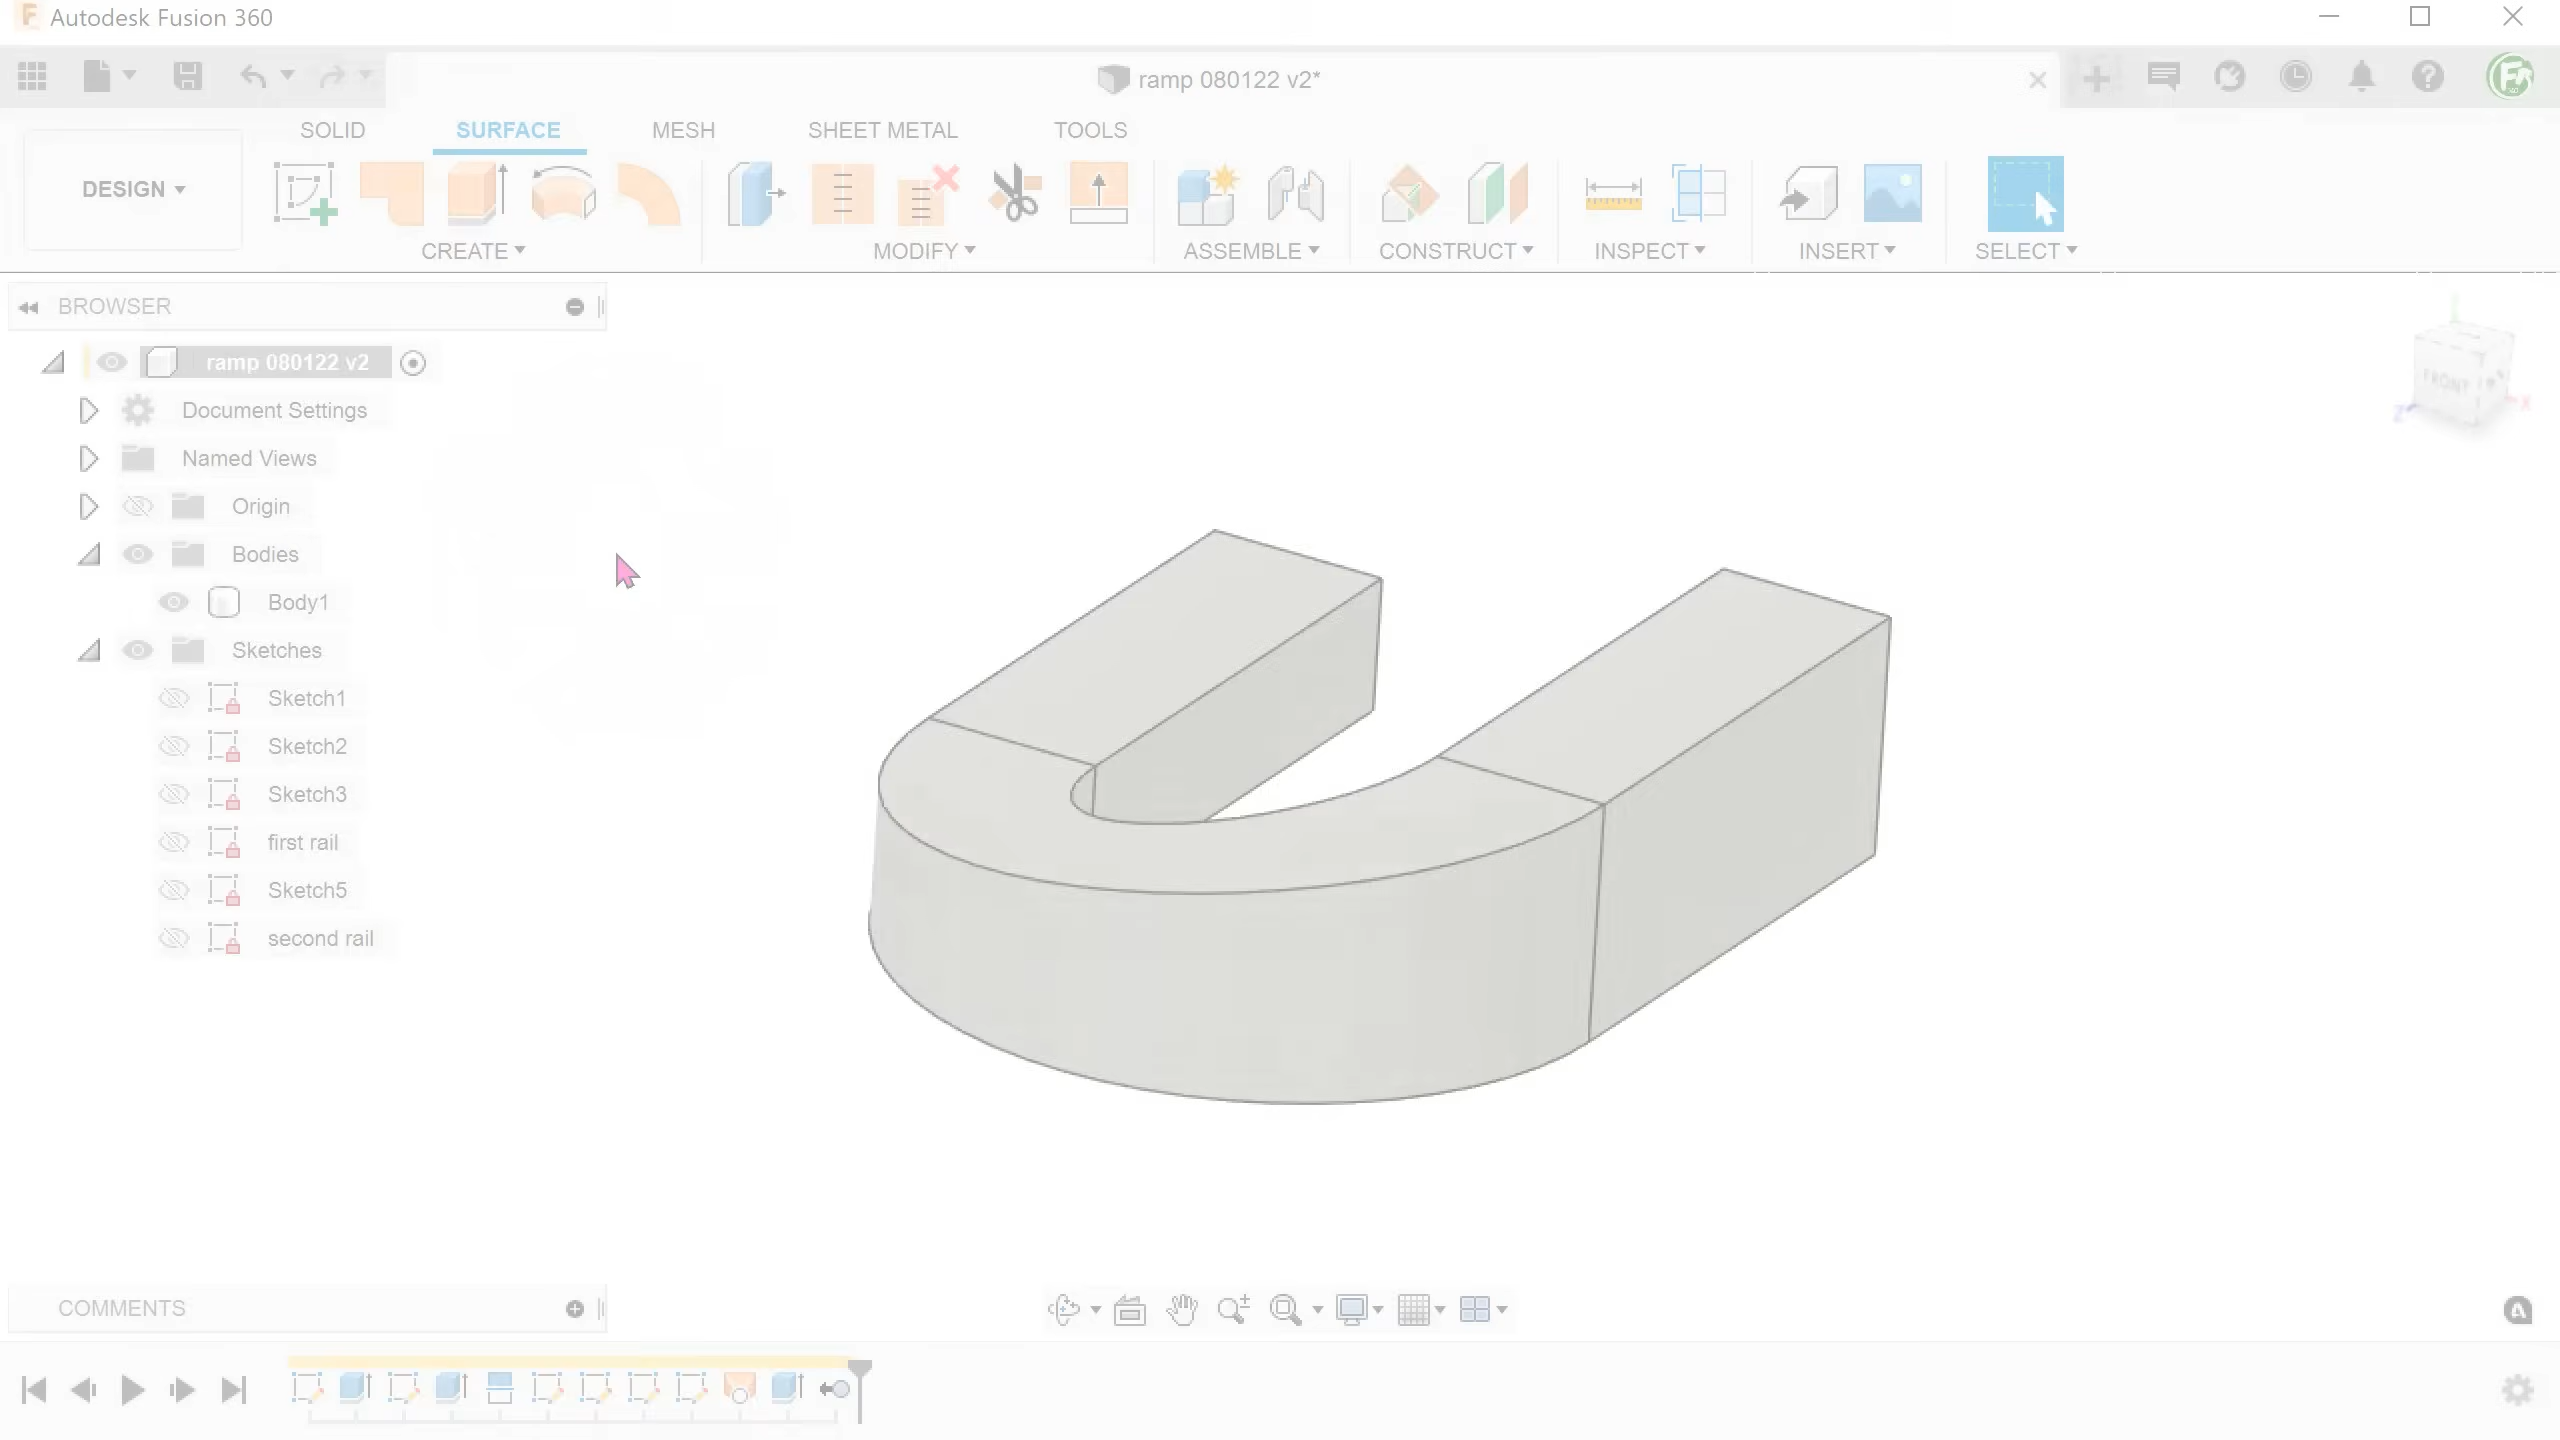 Autodesk Fusion 360
ramp 080122 v2*
SOLID SURFACE MESH SHEET METAL TOOLS
DESIGN
CREATE MODIFY ASSEMBLE CONSTRUCT INSPECT INSERT SELECT
BROWSER
ramp 080122 v2
Document Settings
Named Views
Origin
Bodies
Body1
Sketches
Sketch1
Sketch2
Sketch3
first rail
Sketch5
second rail
FRONT
Z
X
COMMENTS